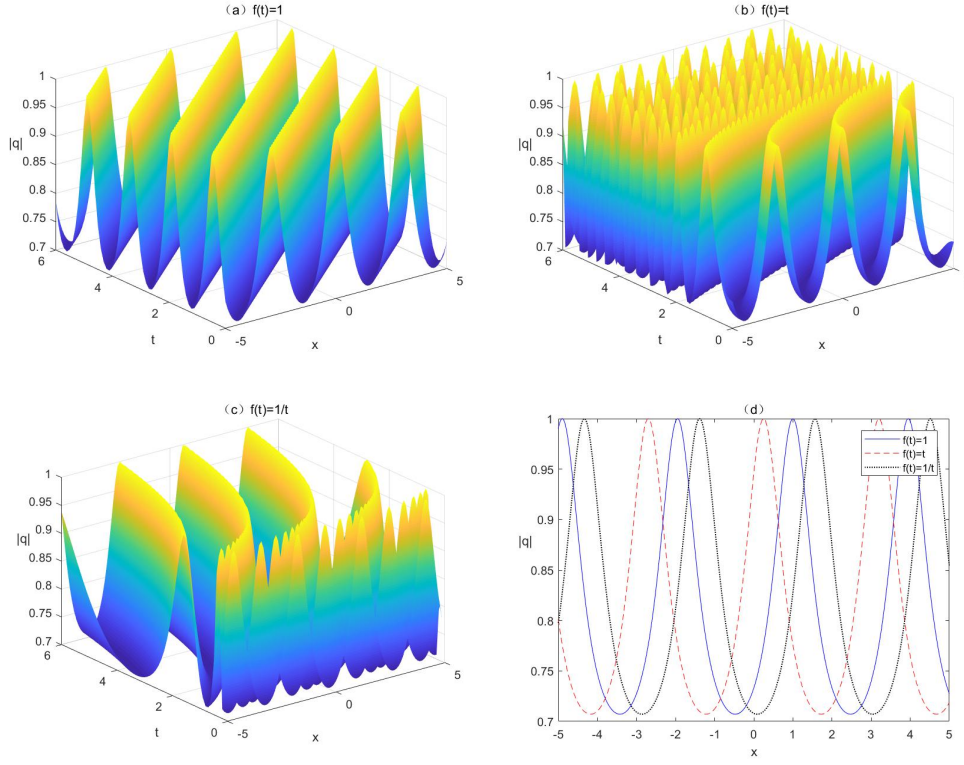 （a）f(t)=1
1
0.95
0.9
|q|
0.85
0.8
0.75
0.7
6
4
2
0
t
-5
0
5
x
（b）f(t)=t
1
0.95
0.9
|q|
0.85
0.8
0.75
0.7
6
4
2
0
t
-5
0
x
（c）f(t)=1/t
1
0.95
0.9
|q|
0.85
0.8
0.75
0.7
6
4
2
0
t
-5
0
5
x
（d）
f(t)=1
f(t)=t
f(t)=1/t
1
0.95
0.9
|q|
0.85
0.8
0.75
0.7
-5 -4 -3 -2 -1 0 1 2 3 4 5
x